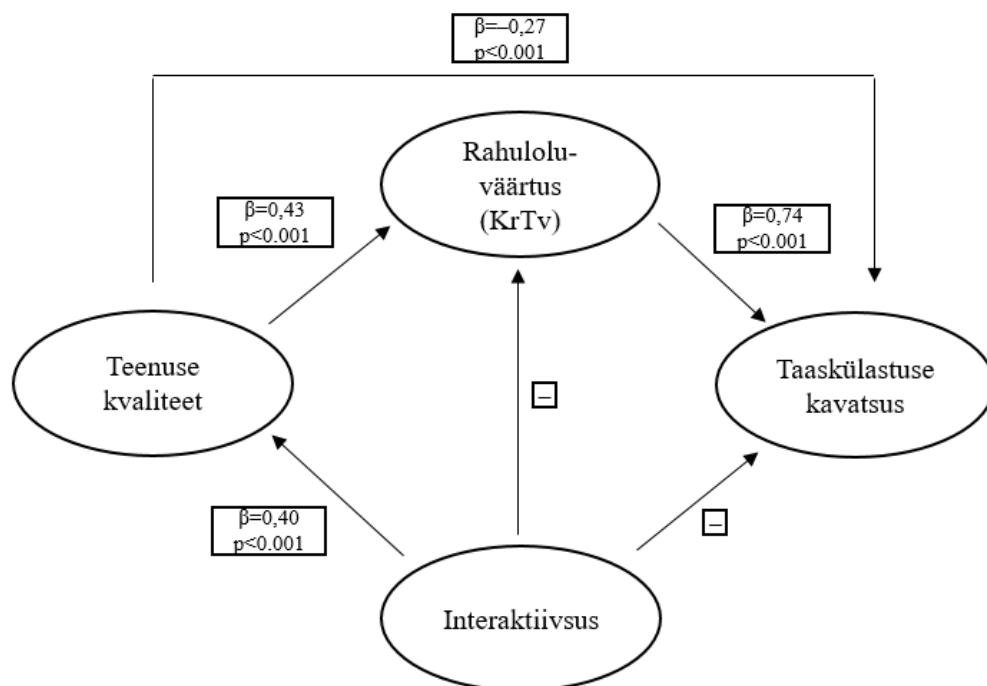 β=–0,27
p<0.001
Rahulolu-
väärtus
(KrTv)
β=0,43
p<0.001
β=0,74
p<0.001
Teenuse
kvaliteet
Taaskülastuse
kavatsus
–
β=0,40
p<0.001
–
Interaktiivsus